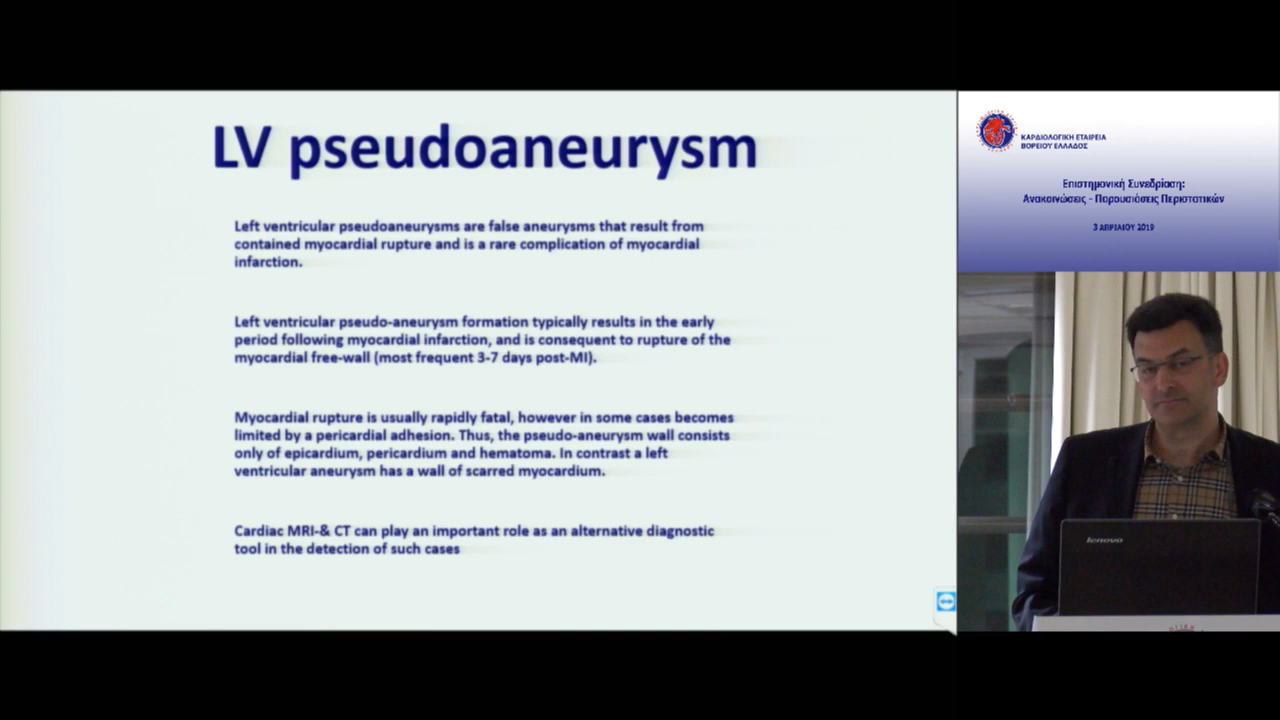 LV pseudoaneurysm
Left ventricular pseudoaneurysms are false aneurysms that result from
contained myocardial rupture and is a rare complication of myocardial
infarction.
Left ventricular pseudo-aneurysm formation typically results in the early
period following myocardial infarction, and is consequent to rupture of the
myocardial free-wall (most frequent 3-7 days post-MI).
Myocardial rupture is usually rapidly fatal, however in some cases becomes
limited by a pericardial adhesion. Thus, the pseudo-aneurysm wall consists
only of epicardium, pericardium and hematoma. In contrast a left
ventricular aneurysm has a wall of scarred myocardium.
Cardiac MRI-& CT can play an important role as an alternative diagnostic
tool in the detection of such cases
ΚΑΡΔΙΟΛΟΓΙΚΗ ΕΤΑΙΡΕΙΑ
ΒΟΡΕΙΟΥ ΕΛΛΑΔΟΣ
Επιστημονική Συνεδρίαση:
Ανακοινώσεις - Παρουσιάσεις Περιστατικών
3 ΑΠΡΙΛΙΟΥ 2019
lenovo